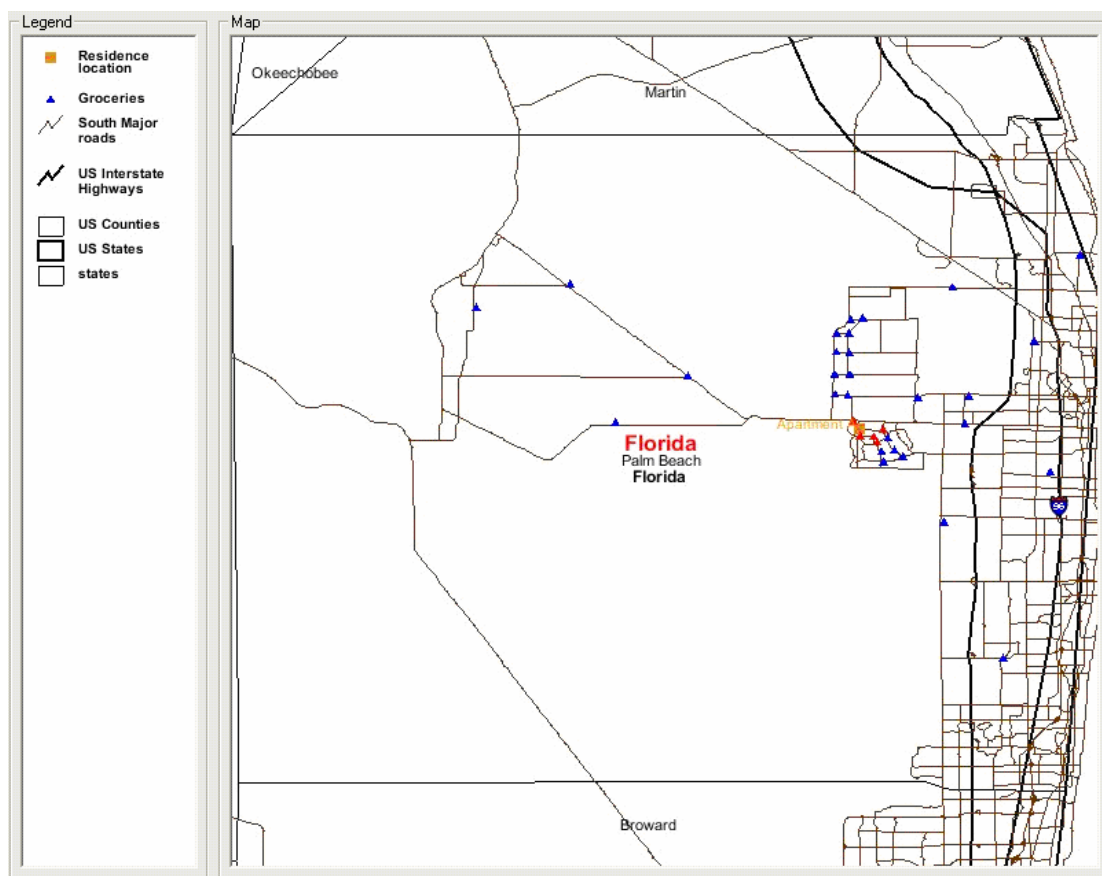 Legend
Residence
location
Groceries
South Major
roads
US Interstate
Highways
US Counties
US States
states
Map
Okeechobee
Martin
Apartment
Florida
Palm Beach
Florida
95
Broward